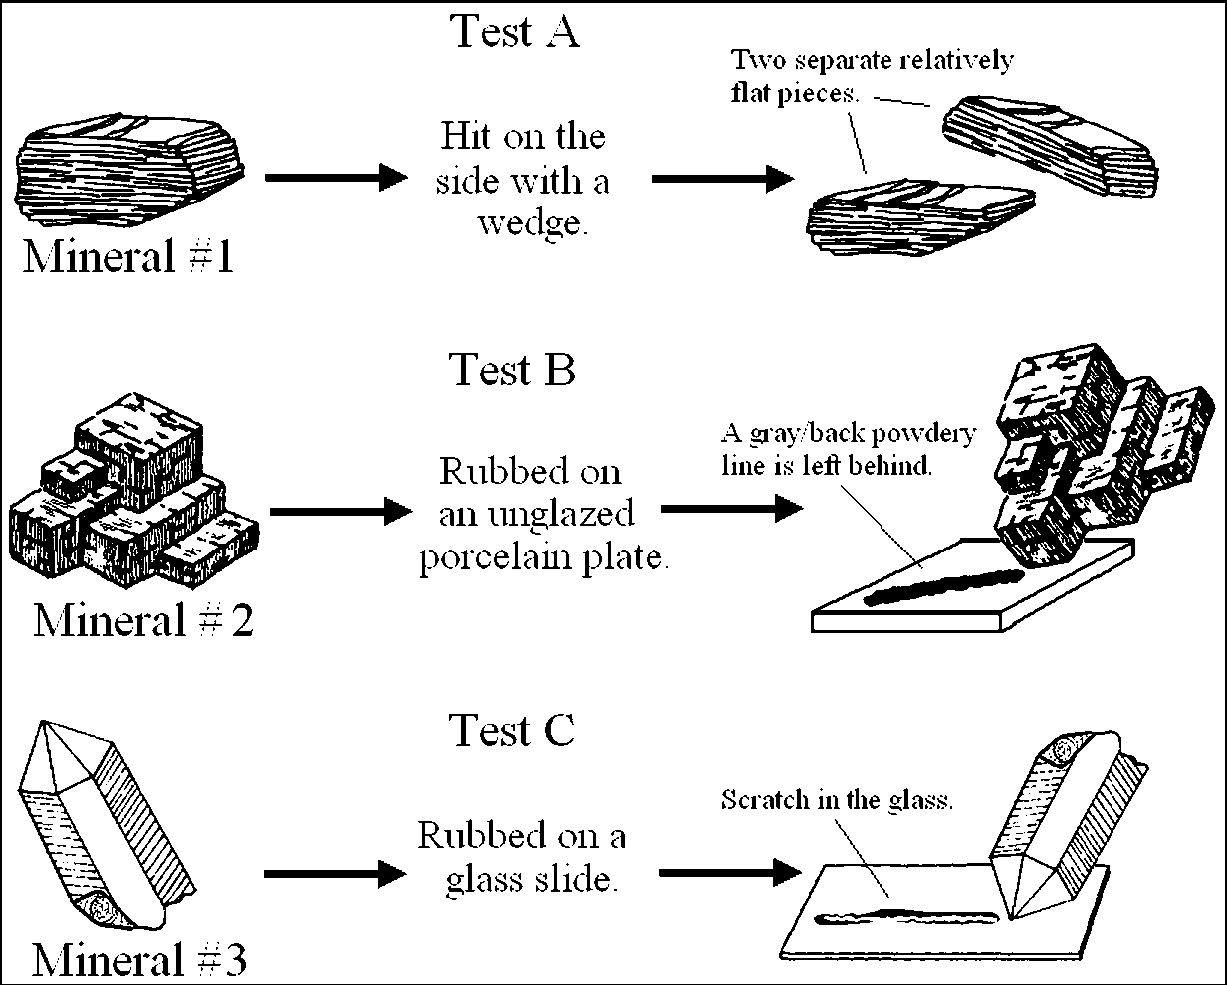 Test A
Two separate relatively
flat pieces.
Hit on the
side with a
wedge.
Mineral #1
Test B
A gray/back powdery
line is left behind.
Rubbed on
an unglazed
porcelain plate.
Mineral #2
Test C
Scratch in the glass.
Rubbed on a
glass slide.
Mineral #3